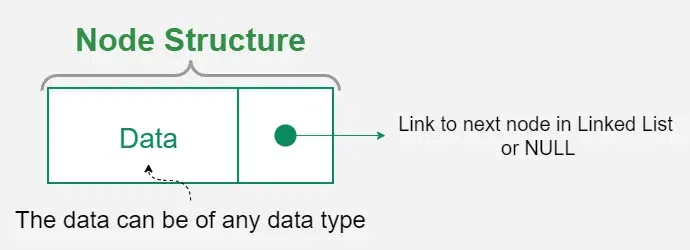 Node Structure
Data
Link to next node in Linked List
or NULL
The data can be of any data type